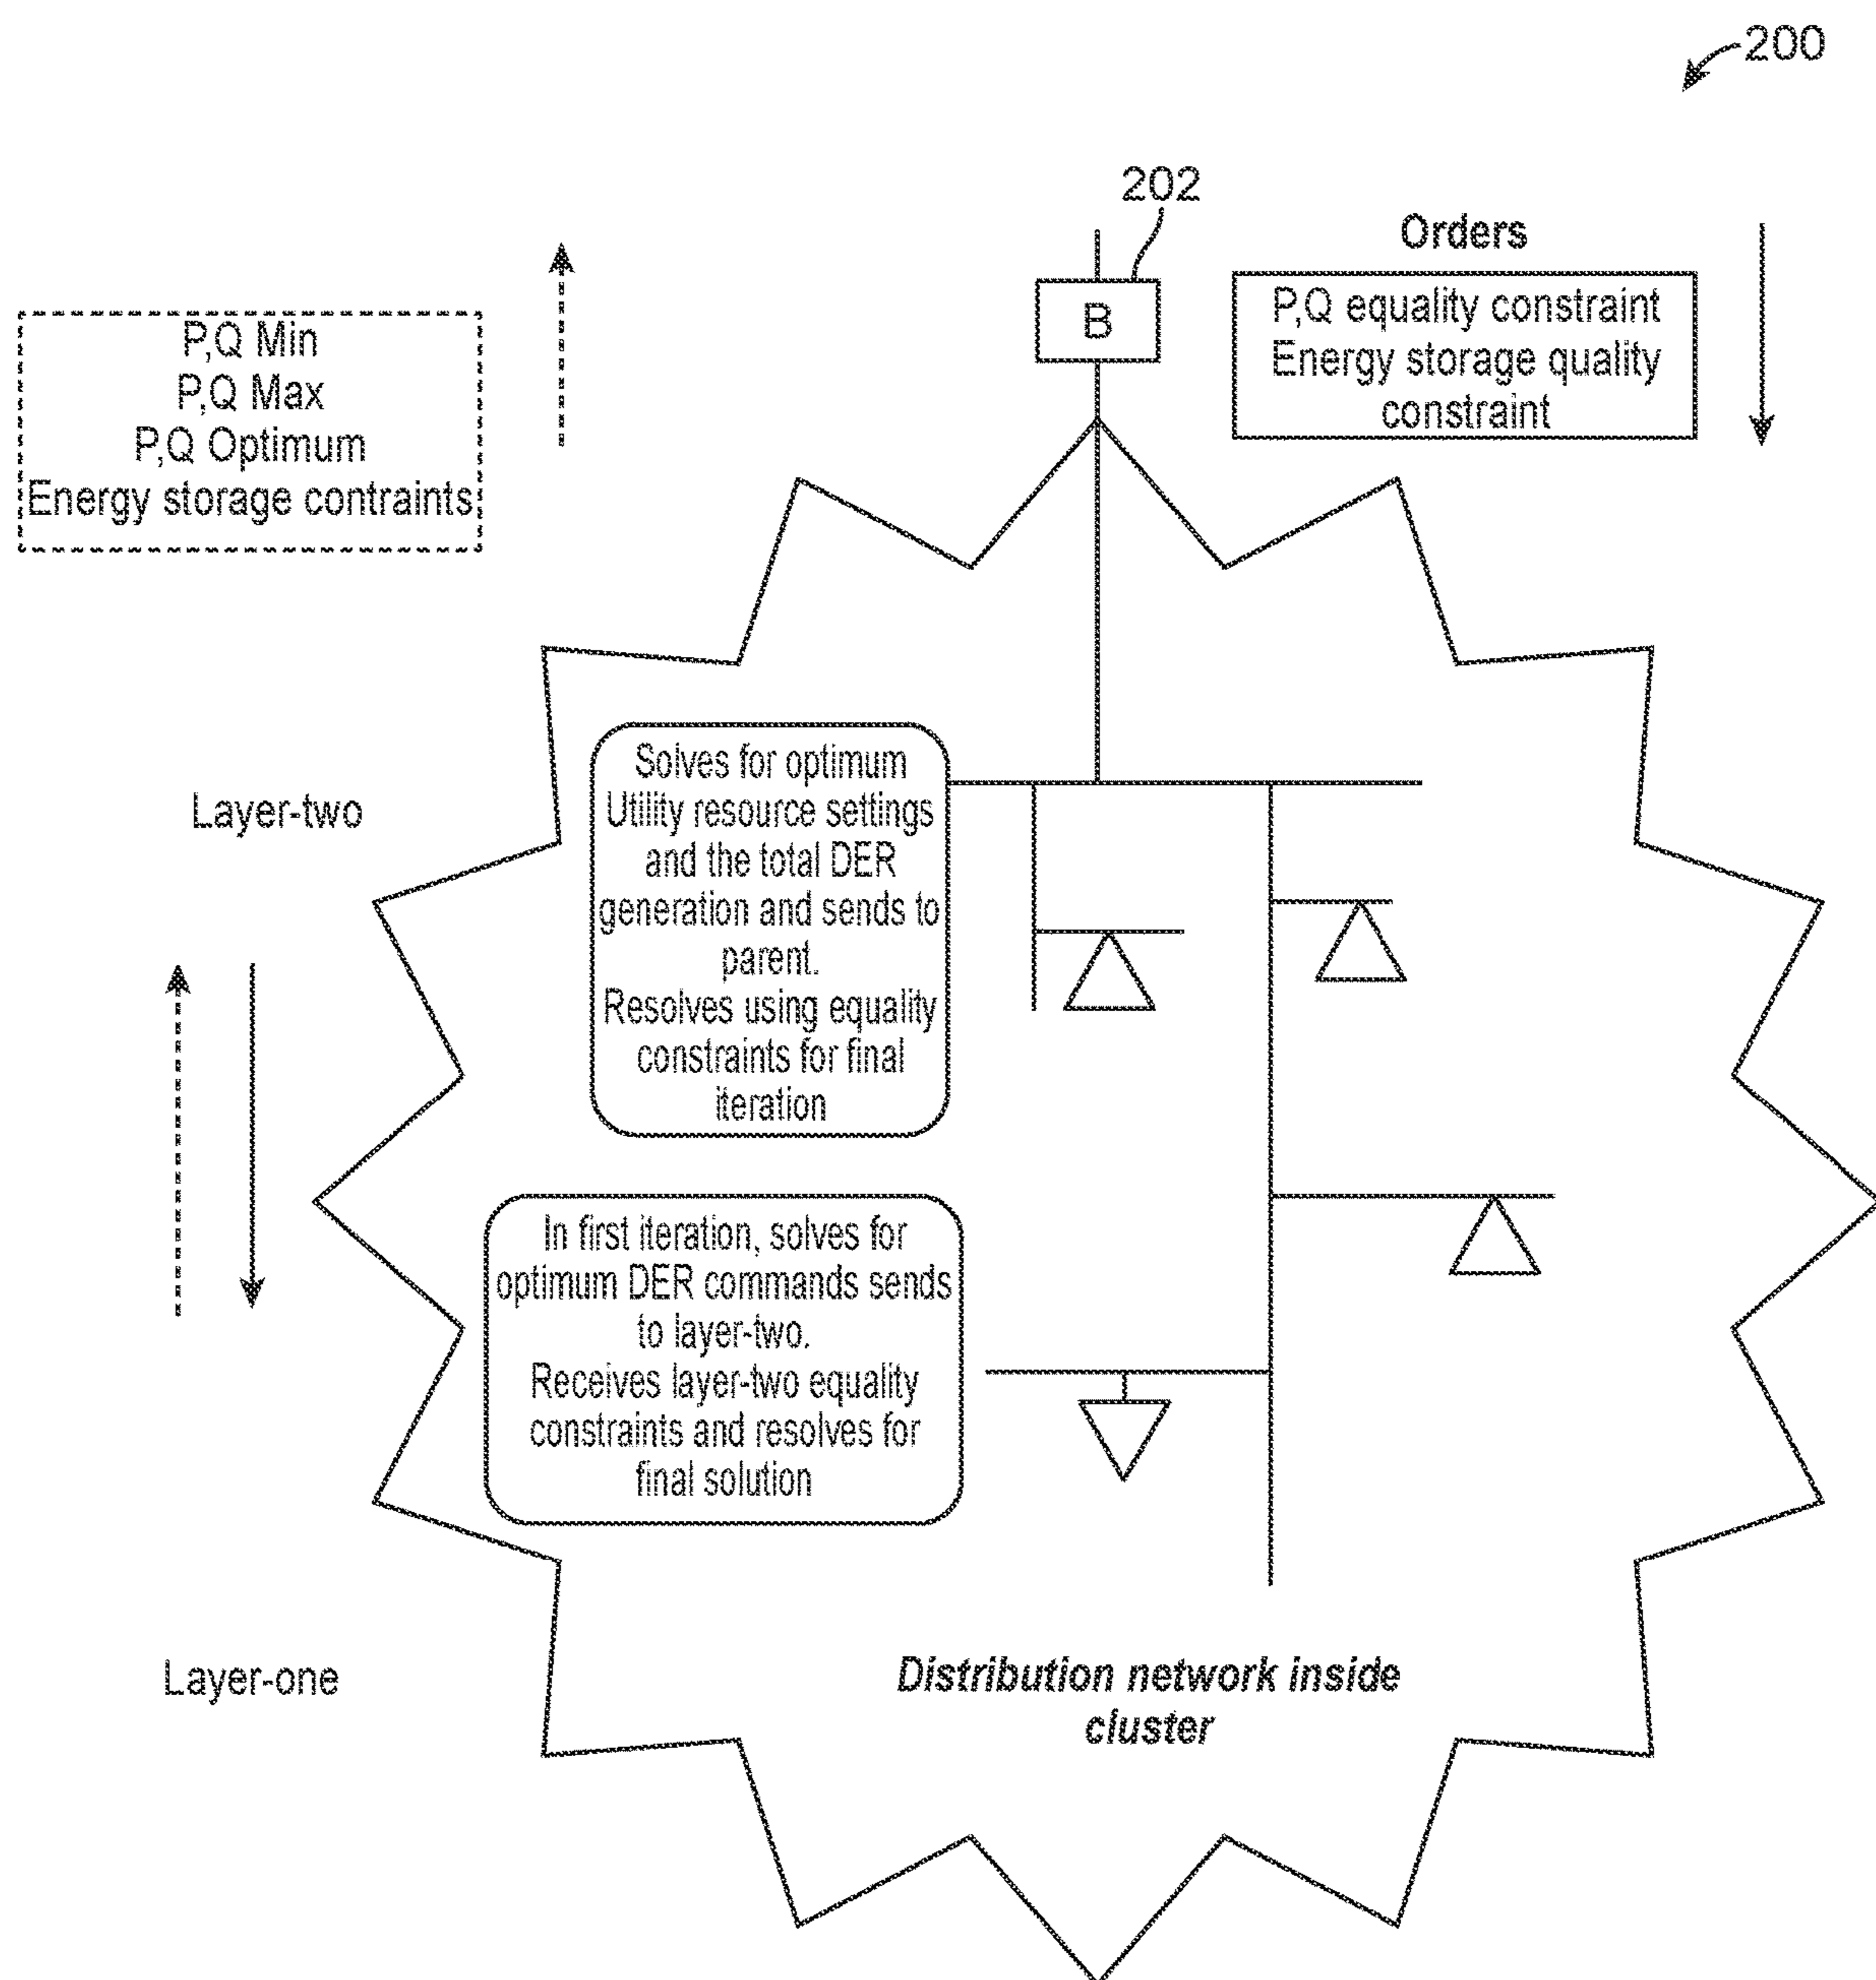 200
202
Orders
B
P,Q equality constraint
Energy storage quality
constraint
P,Q Min
P,Q Max
P,Q Optimum
Energy storage contraints
Layer-two
Solves for optimum
Utility resource settings
and the total DER
generation and sends to
parent.
Resolves using equality
constraints for final
iteration
In first iteration, solves for
optimum DER commands sends
to layer-two.
Receives layer-two equality
constraints and resolves for
final solution
Layer-one
Distribution network inside
cluster